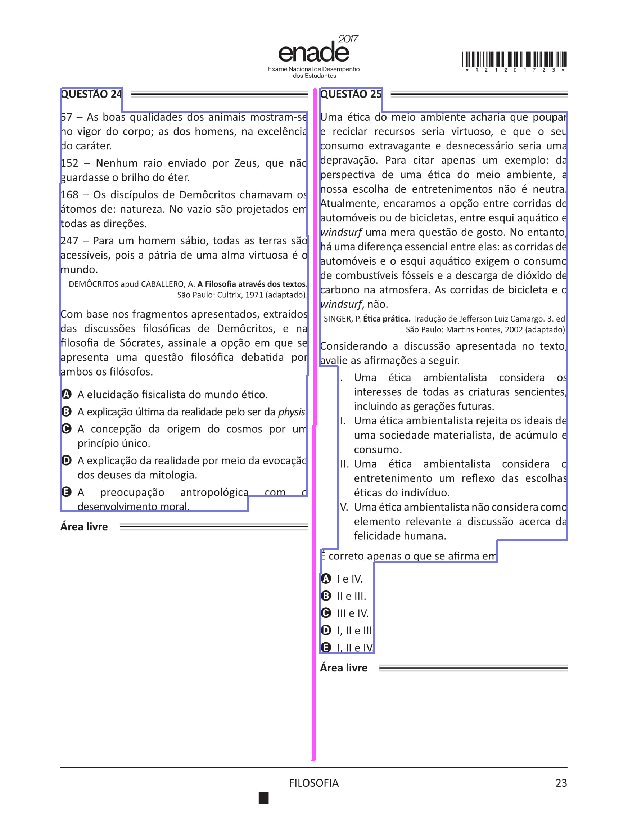 enade 2017
Exame Nacional de Desempenho
dos Estudantes
*R2120172​3*
QUESTÃO 24
57 – As boas qualidades dos animais mostram-se
no vigor do corpo; as dos homens, na excelência
do caráter.
152 – Nenhum raio enviado por Zeus, que não
guardasse o brilho do éter.
168 – Os discípulos de Demôcritos chamavam os
átomos de: natureza. No vazio são projetados em
todas as direções.
247 – Para um homem sábio, todas as terras são
acessíveis, pois a pátria de uma alma virtuosa é o
mundo.
DEMÓCRITOS apud CABALLERO, A. A Filosofia através dos textos.
São Paulo: Cultrix, 1971 (adaptado).
Com base nos fragmentos apresentados, extraídos
das discussões filosóficas de Demôcritos, e na
filosofia de Sócrates, assinale a opção em que se
apresenta uma questão filosófica debatida por
ambos os filósofos.
A A elucidação fisicalista do mundo ético.
B A explicação última da realidade pelo ser da physis
C A concepção da origem do cosmos por um
princípio único.
D A explicação da realidade por meio da evocação
dos deuses da mitologia.
E A preocupação antropológica com o
desenvolvimento moral.
Área livre
QUESTÃO 25
Uma ética do meio ambiente acharia que poupar
e reciclar recursos seria virtuoso, e que o seu
consumo extravagante e desnecessário seria uma
depravação. Para citar apenas um exemplo: da
perspectiva de uma ética do meio ambiente, a
nossa escolha de entretenimentos não é neutra.
Atualmente, encaramos a opção entre corridas de
automóveis ou de bicicletas, entre esqui aquático e
windsurf uma mera questão de gosto. No entanto,
há uma diferença essencial entre elas: as corridas de
automóveis e o esqui aquático exigem o consumo
de combustíveis fósseis e a descarga de dióxido de
carbono na atmosfera. As corridas de bicicleta e o
windsurf, não.
SINGER, P. Ética prática. Tradução de Jefferson Luiz Camargo, 3. ed.
São Paulo: Martins Fontes, 2002 (adaptado).
Considerando a discussão apresentada no texto,
avalie as afirmações a seguir.
I. Uma ética ambientalista considera os
interesses de todas as criaturas sencientes,
incluindo as gerações futuras.
II. Uma ética ambientalista rejeita os ideais de
uma sociedade materialista, de acúmulo e
consumo.
III. Uma ética ambientalista considera o
entretenimento um reflexo das escolhas
éticas do indivíduo.
IV. Uma ética ambientalista não considera como
elemento relevante a discussão acerca da
felicidade humana.
É correto apenas o que se afirma em
A I e IV.
B II e III.
C III e IV.
D I, II e III
E I, II e IV.
Área livre
FILOSOFIA
23